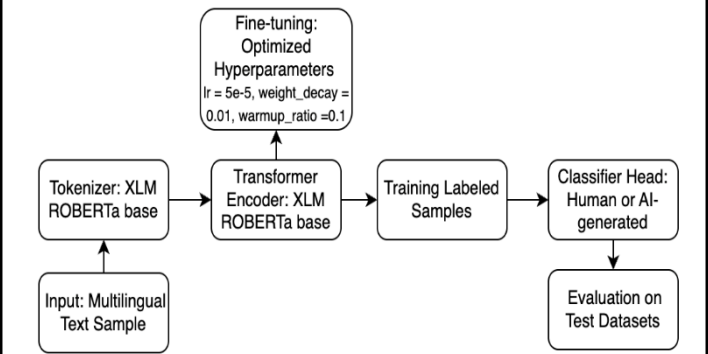 Fine-tuning:
Optimized
Hyperparameters
lr = 5e-5, weight_decay =
0.01, warmup_ratio =0.1
Tokenizer: XLM
ROBERTa base
Transformer
Encoder: XLM
ROBERTa base
Training Labeled
Samples
Classifier Head:
Human or AI-
generated
Input: Multilingual
Text Sample
Evaluation on
Test Datasets